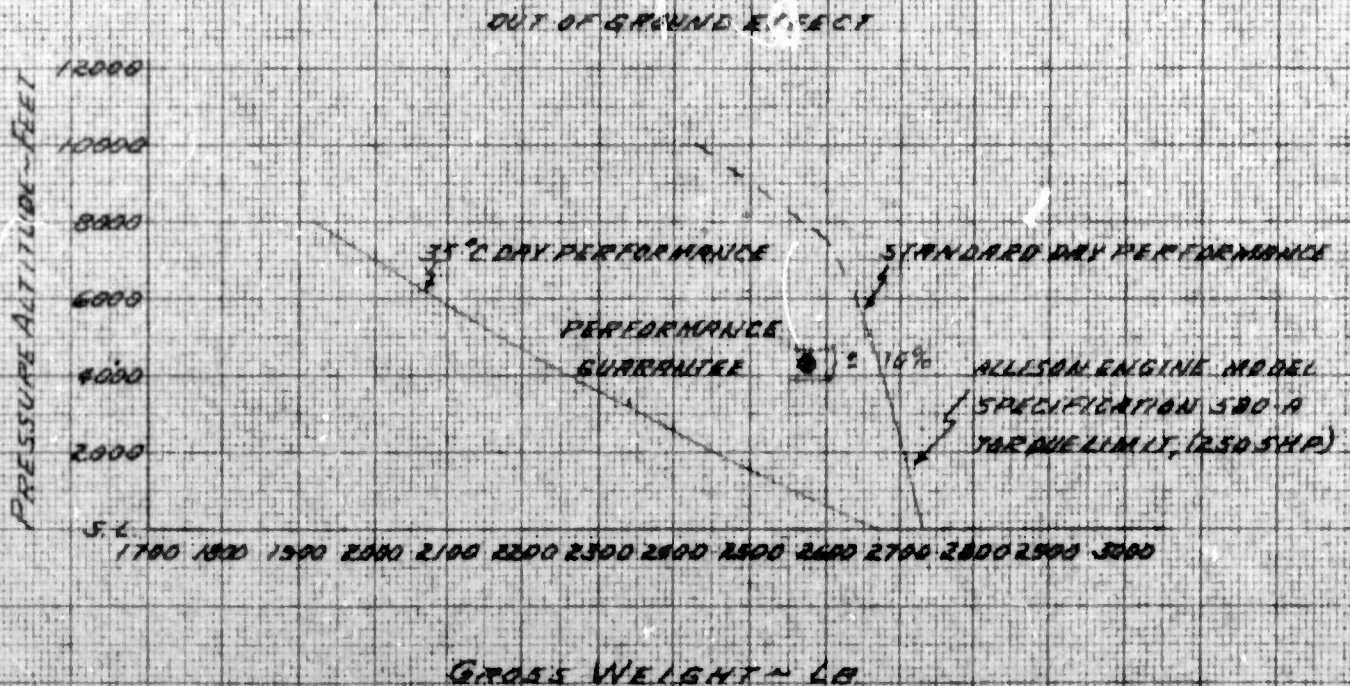 OUT OF GROUND EFFECT
PRESSURE ALTITUDE ~ FEET
12000
10000
8000
6000
4000
2000
S.L.
35°C DAY PERFORMANCE
STANDARD DAY PERFORMANCE
PERFORMANCE
GUARANTEE
± 10%
ALLISON ENGINE MODEL
SPECIFICATION 580-A
TORQUE LIMIT, (250 SHP)
1700 1800 1900 2000 2100 2200 2300 2400 2500 2600 2700 2800 2900 3000
GROSS WEIGHT ~ LB